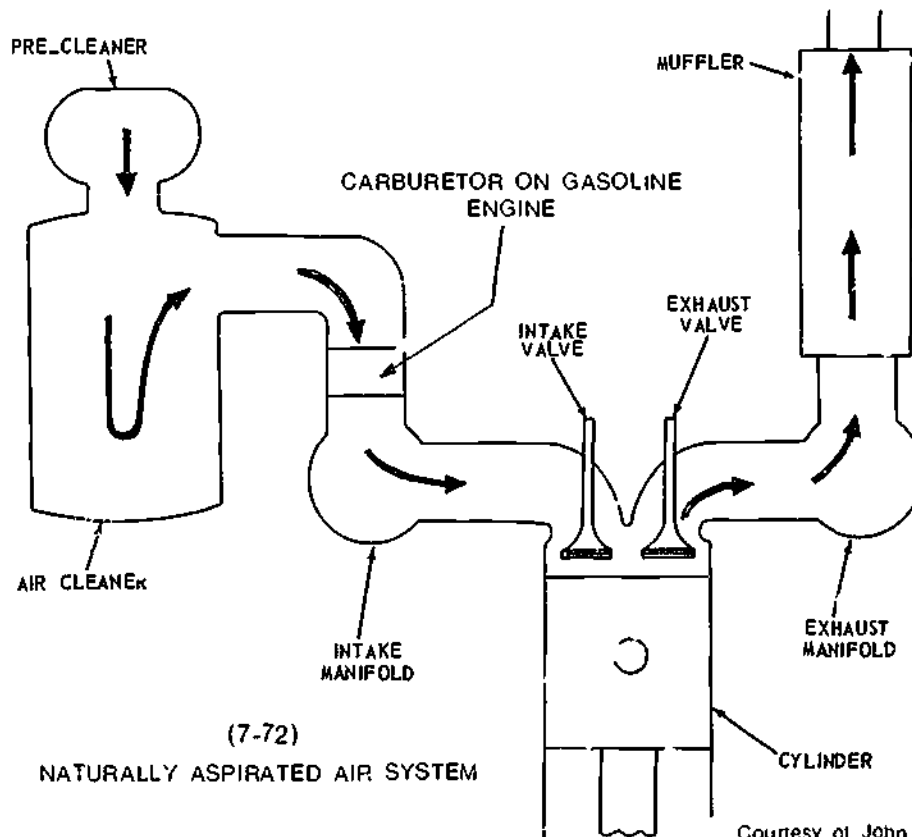 PRE_CLEANER
MUFFLER
CARBURETOR ON GASOLINE
ENGINE
INTAKE
VALVE
EXHAUST
VALVE
AIR CLEANER
INTAKE
MANIFOLD
EXHAUST
MANIFOLD
CYLINDER
(7-72)
NATURALLY ASPIRATED AIR SYSTEM
Courtesy of John